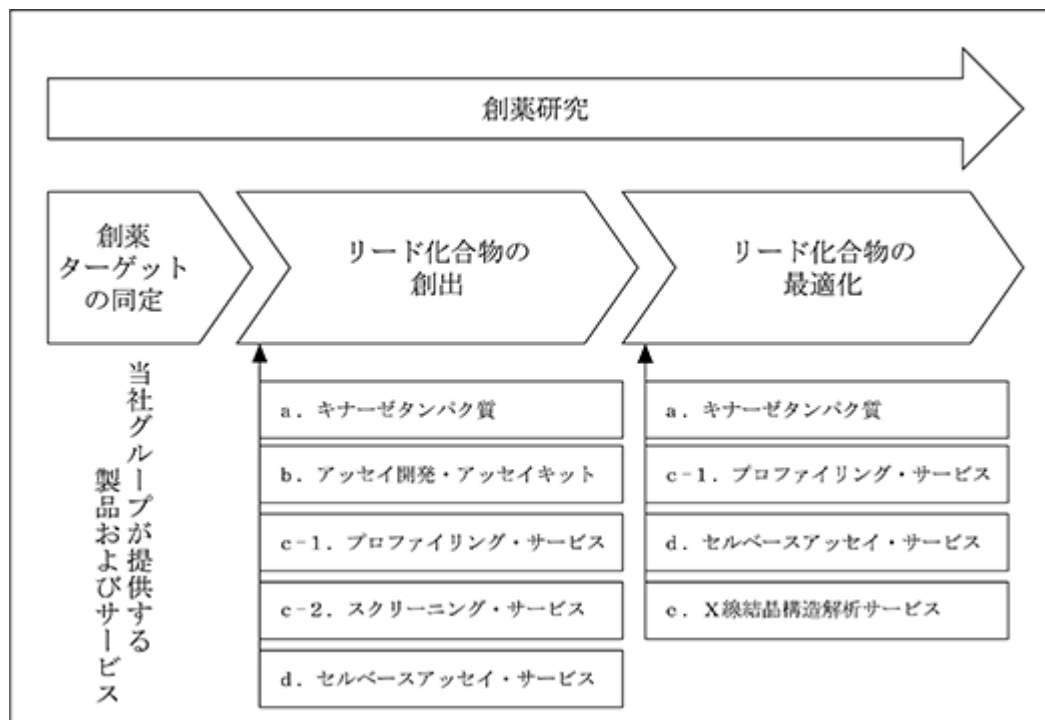 創薬研究
創薬
ターゲット
の同定
リード化合物の
創出
リード化合物の
最適化
当社グループが提供する
製品およびサービス
a．キナーゼタンパク質
b．アッセイ開発・アッセイキット
c-1．プロファイリング・サービス
c-2．スクリーニング・サービス
d．セルベースアッセイ・サービス
a．キナーゼタンパク質
c-1．プロファイリング・サービス
d．セルベースアッセイ・サービス
e．X線結晶構造解析サービス